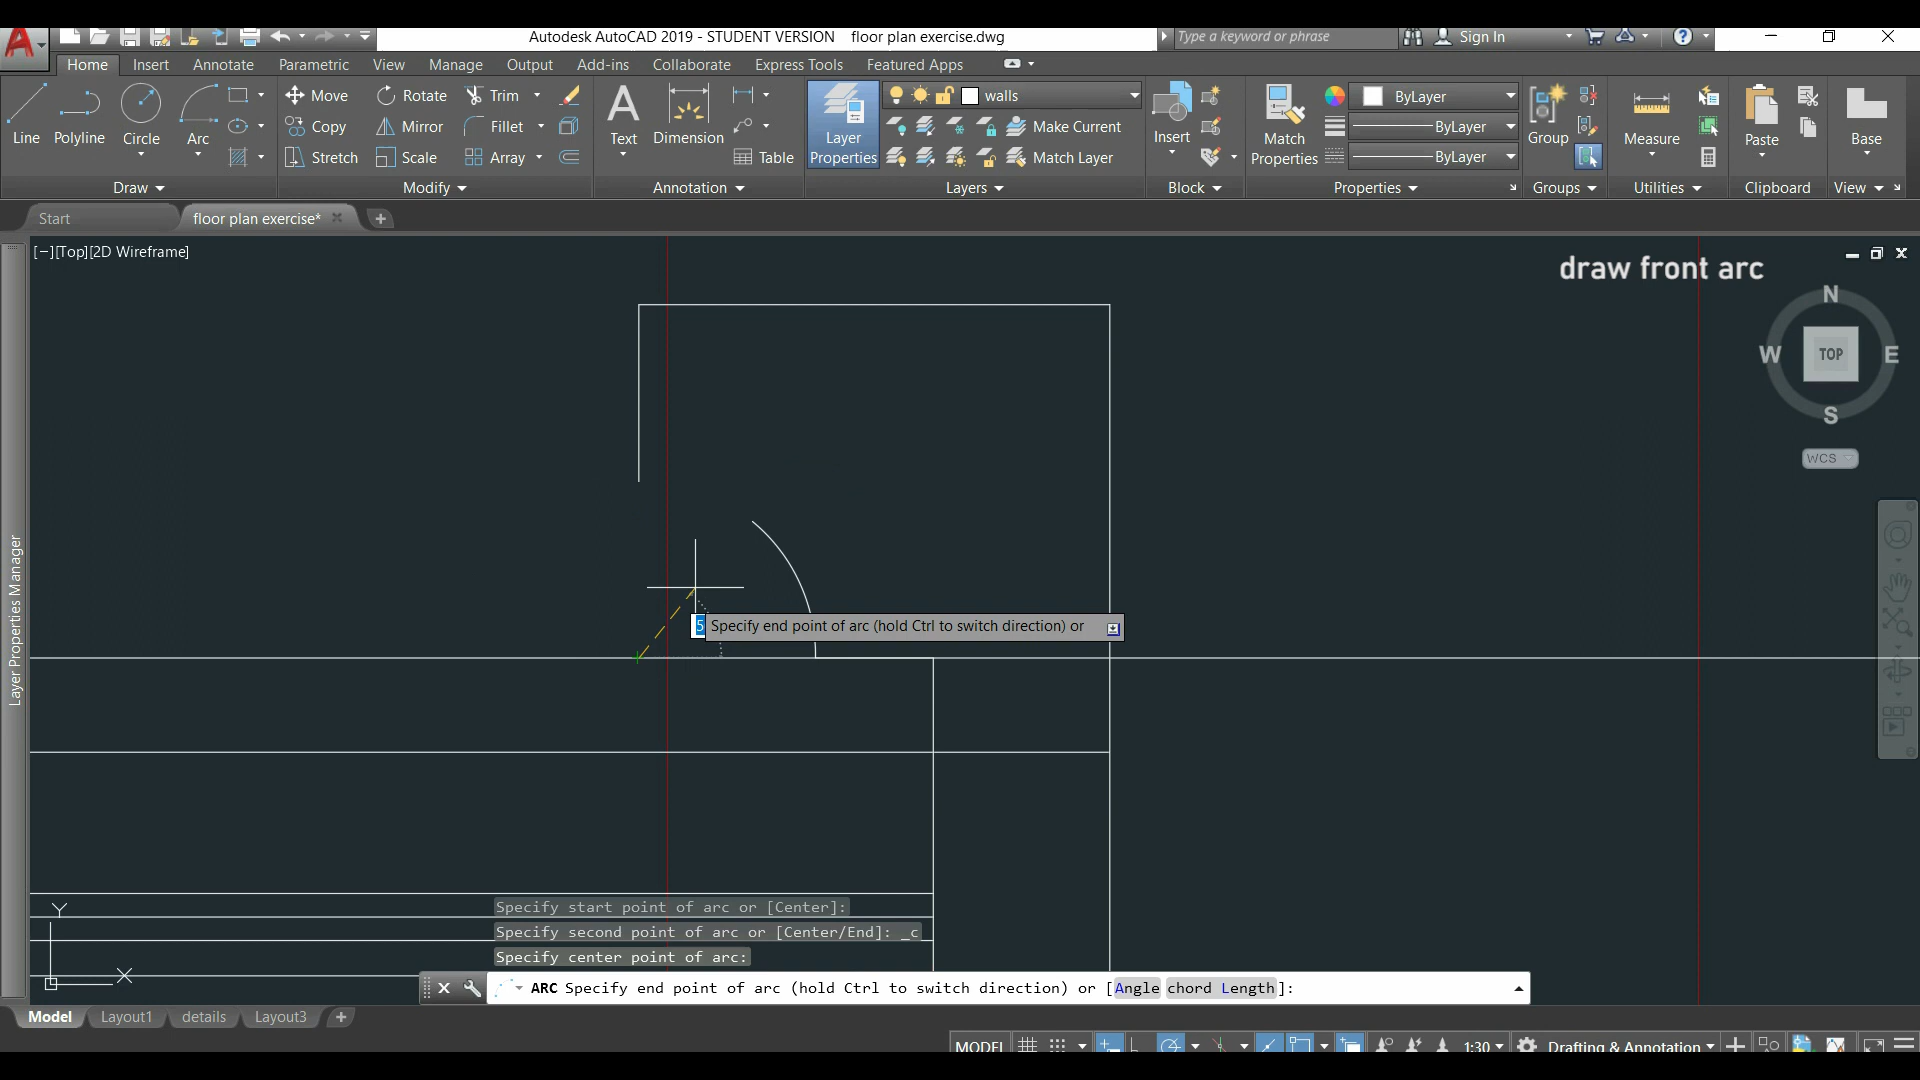 Autodesk AutoCAD 2019 - STUDENT VERSION floor plan exercise.dwg
Type a keyword or phrase
Sign In
Home Insert Annotate Parametric View Manage Output Add-ins Collaborate Express Tools Featured Apps
Line Polyline Circle Arc
Move Rotate Trim
Copy Mirror Fillet
Stretch Scale Array
Text Dimension Table
Layer Properties
walls
Make Current
Match Layer
Insert
Match Properties
ByLayer
ByLayer
ByLayer
Group Measure Paste Base
Draw Modify Annotation Layers Block Properties Groups Utilities Clipboard View
Start floor plan exercise*
[−][Top][2D Wireframe]
draw front arc
N
W TOP E
S
WCS
Layer Properties Manager
5 Specify end point of arc (hold Ctrl to switch direction) or
Y
X
Specify start point of arc or [Center]:
Specify second point of arc or [Center/End]: _c
Specify center point of arc:
ARC Specify end point of arc (hold Ctrl to switch direction) or [Angle chord Length]:
Model Layout1 details Layout3
MODEL 1:30 Drafting & Annotation